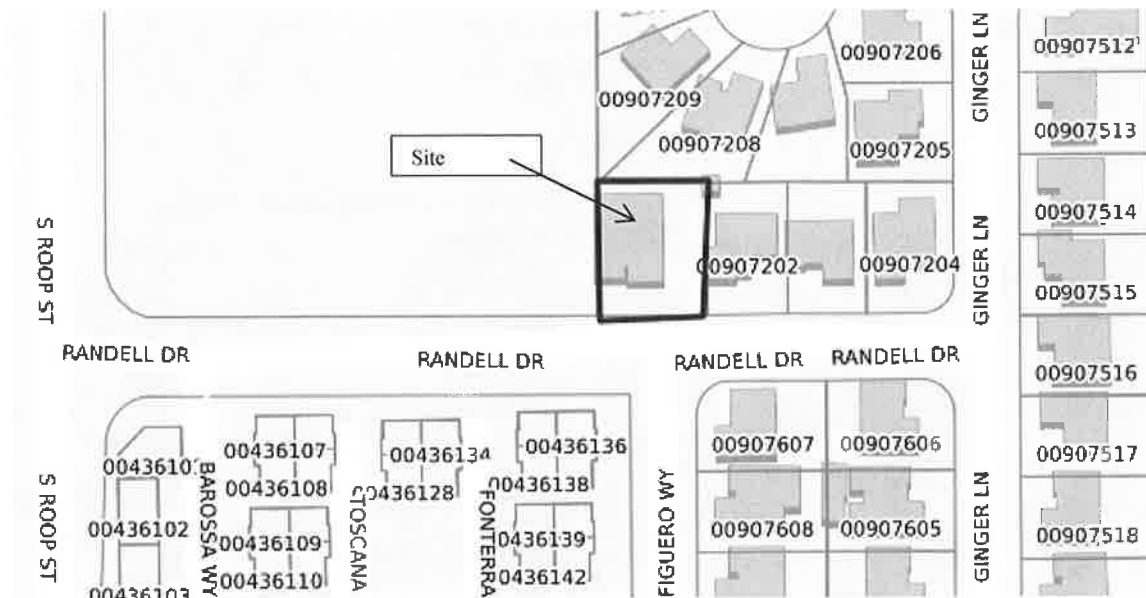 00907206
00907512
GINGER LN
00907209
00907513
00907208
00907205
Site
00907514
S ROOP ST
00907202
00907204
GINGER LN
00907515
RANDELL DR
RANDELL DR
RANDELL DR
RANDELL DR
00907516
00436107
00436134
00436136
00907607
00907606
00907517
S ROOP ST
BAROSSA WY
00436108
TOSCANA
00436128
FONTERRA
00436138
FIGUERO WY
GINGER LN
00436102
00436109
00907608
00907605
00907518
00436110
00436103